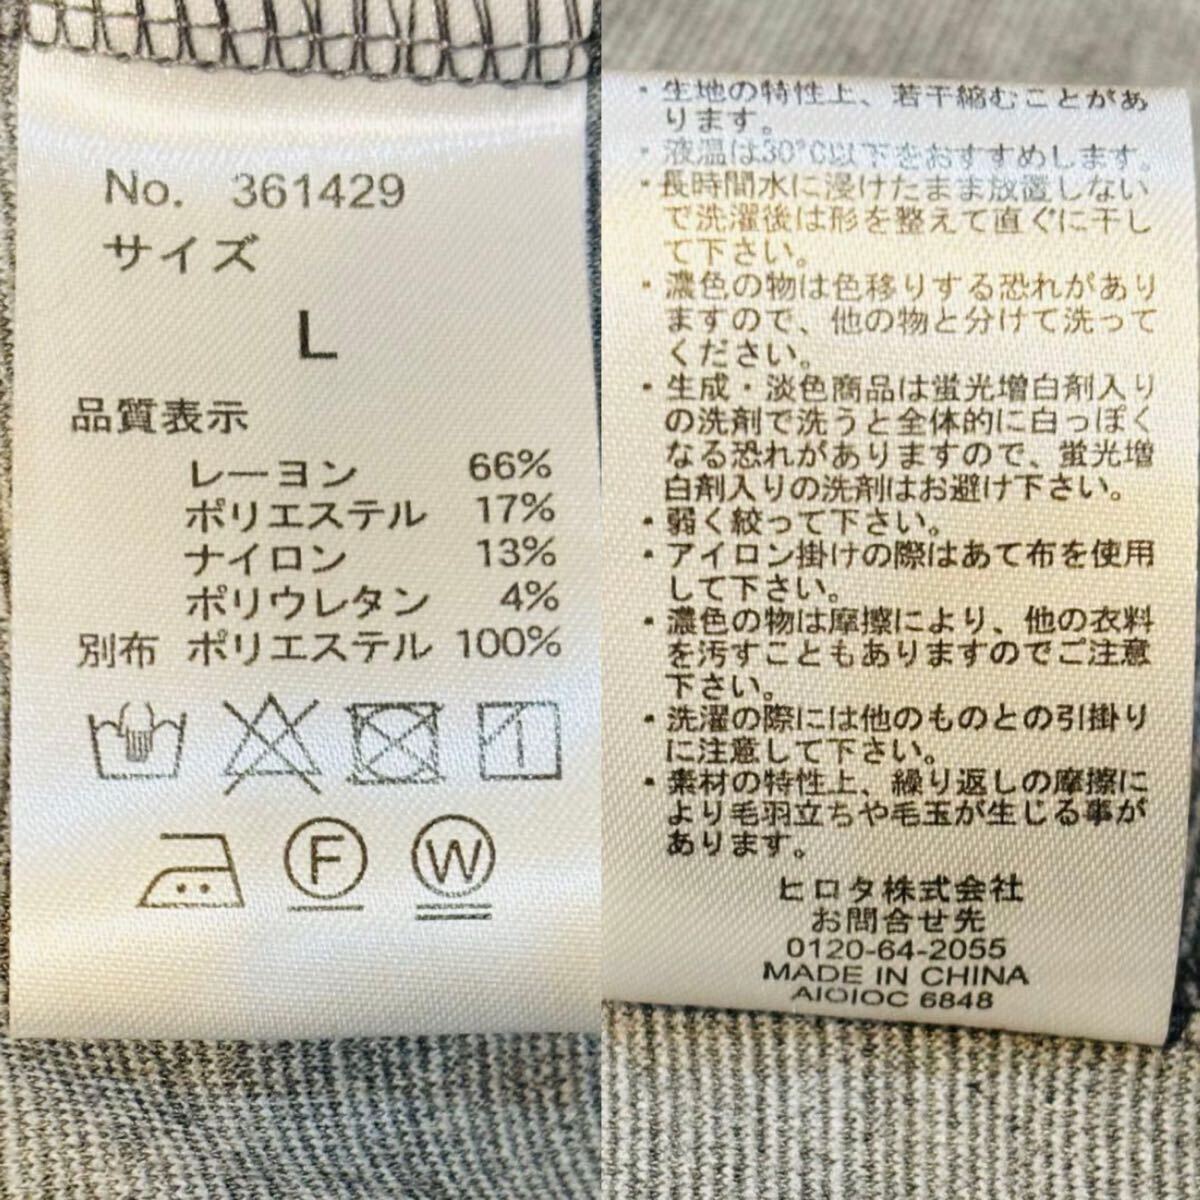 No. 361429
サイズ
L
品質表示
レーヨン 66%
ポリエステル 17%
ナイロン 13%
ポリウレタン 4%
別布 ポリエステル 100%
F
W
・生地の特性上、若干縮むことがあ
ります。
・液温は30°C以下をおすすめします。
・長時間水に浸けたまま放置しない
で洗濯後は形を整えて直ぐに干し
て下さい。
・濃色の物は色移りする恐れがあり
ますので、他の物と分けて洗って
ください。
・生成・淡色商品は蛍光増白剤入り
の洗剤で洗うと全体的に白っぽく
なる恐れがありますので、蛍光増
白剤入りの洗剤はお避け下さい。
・弱く絞って下さい。
・アイロン掛けの際はあて布を使用
して下さい。
・濃色の物は摩擦により、他の衣料
を汚すこともありますのでご注意
下さい。
・洗濯の際には他のものとの引掛り
に注意して下さい。
・素材の特性上、繰り返しの摩擦に
より毛羽立ちや毛玉が生じる事が
あります。
ヒロタ株式会社
お問合せ先
0120-64-2055
MADE IN CHINA
AIOIOC 6848